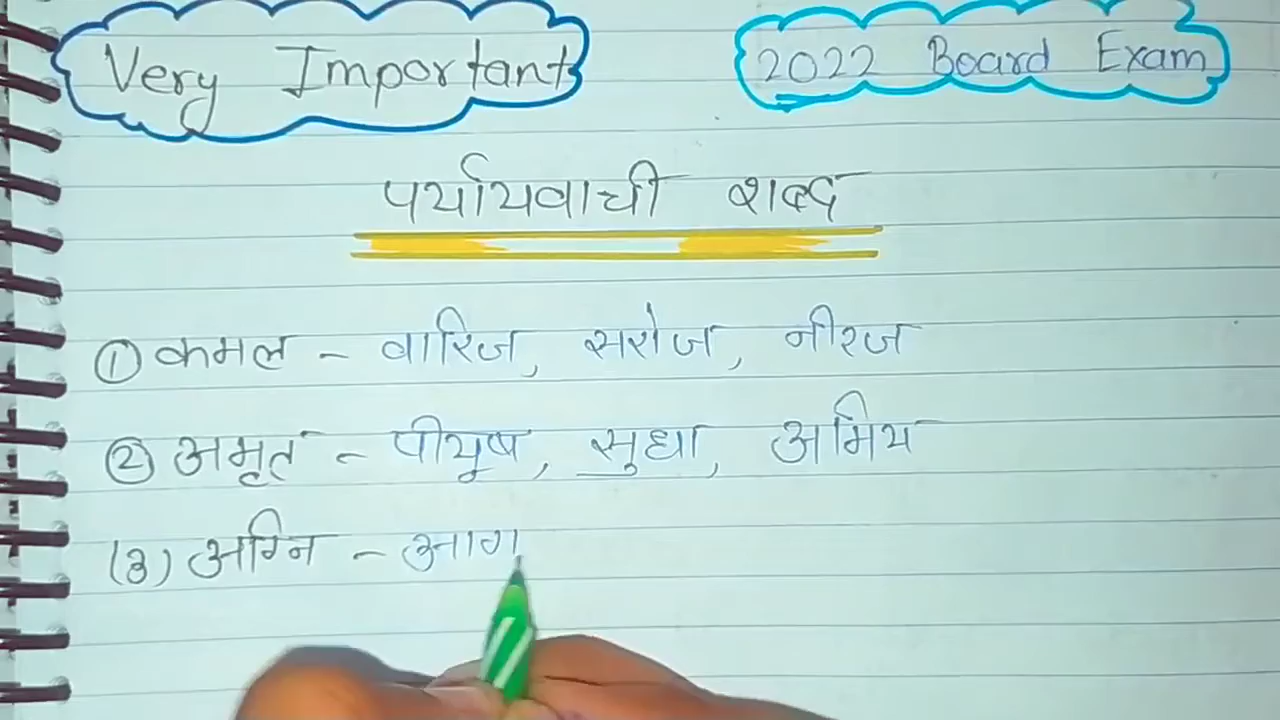 Very Important
2022 Board Exam
पर्यायवाची शब्द
① कमल - वारिज, सरोज, नीरज
② अमृत - पीयूष, सुधा, अमिय
(3) अग्नि - आग